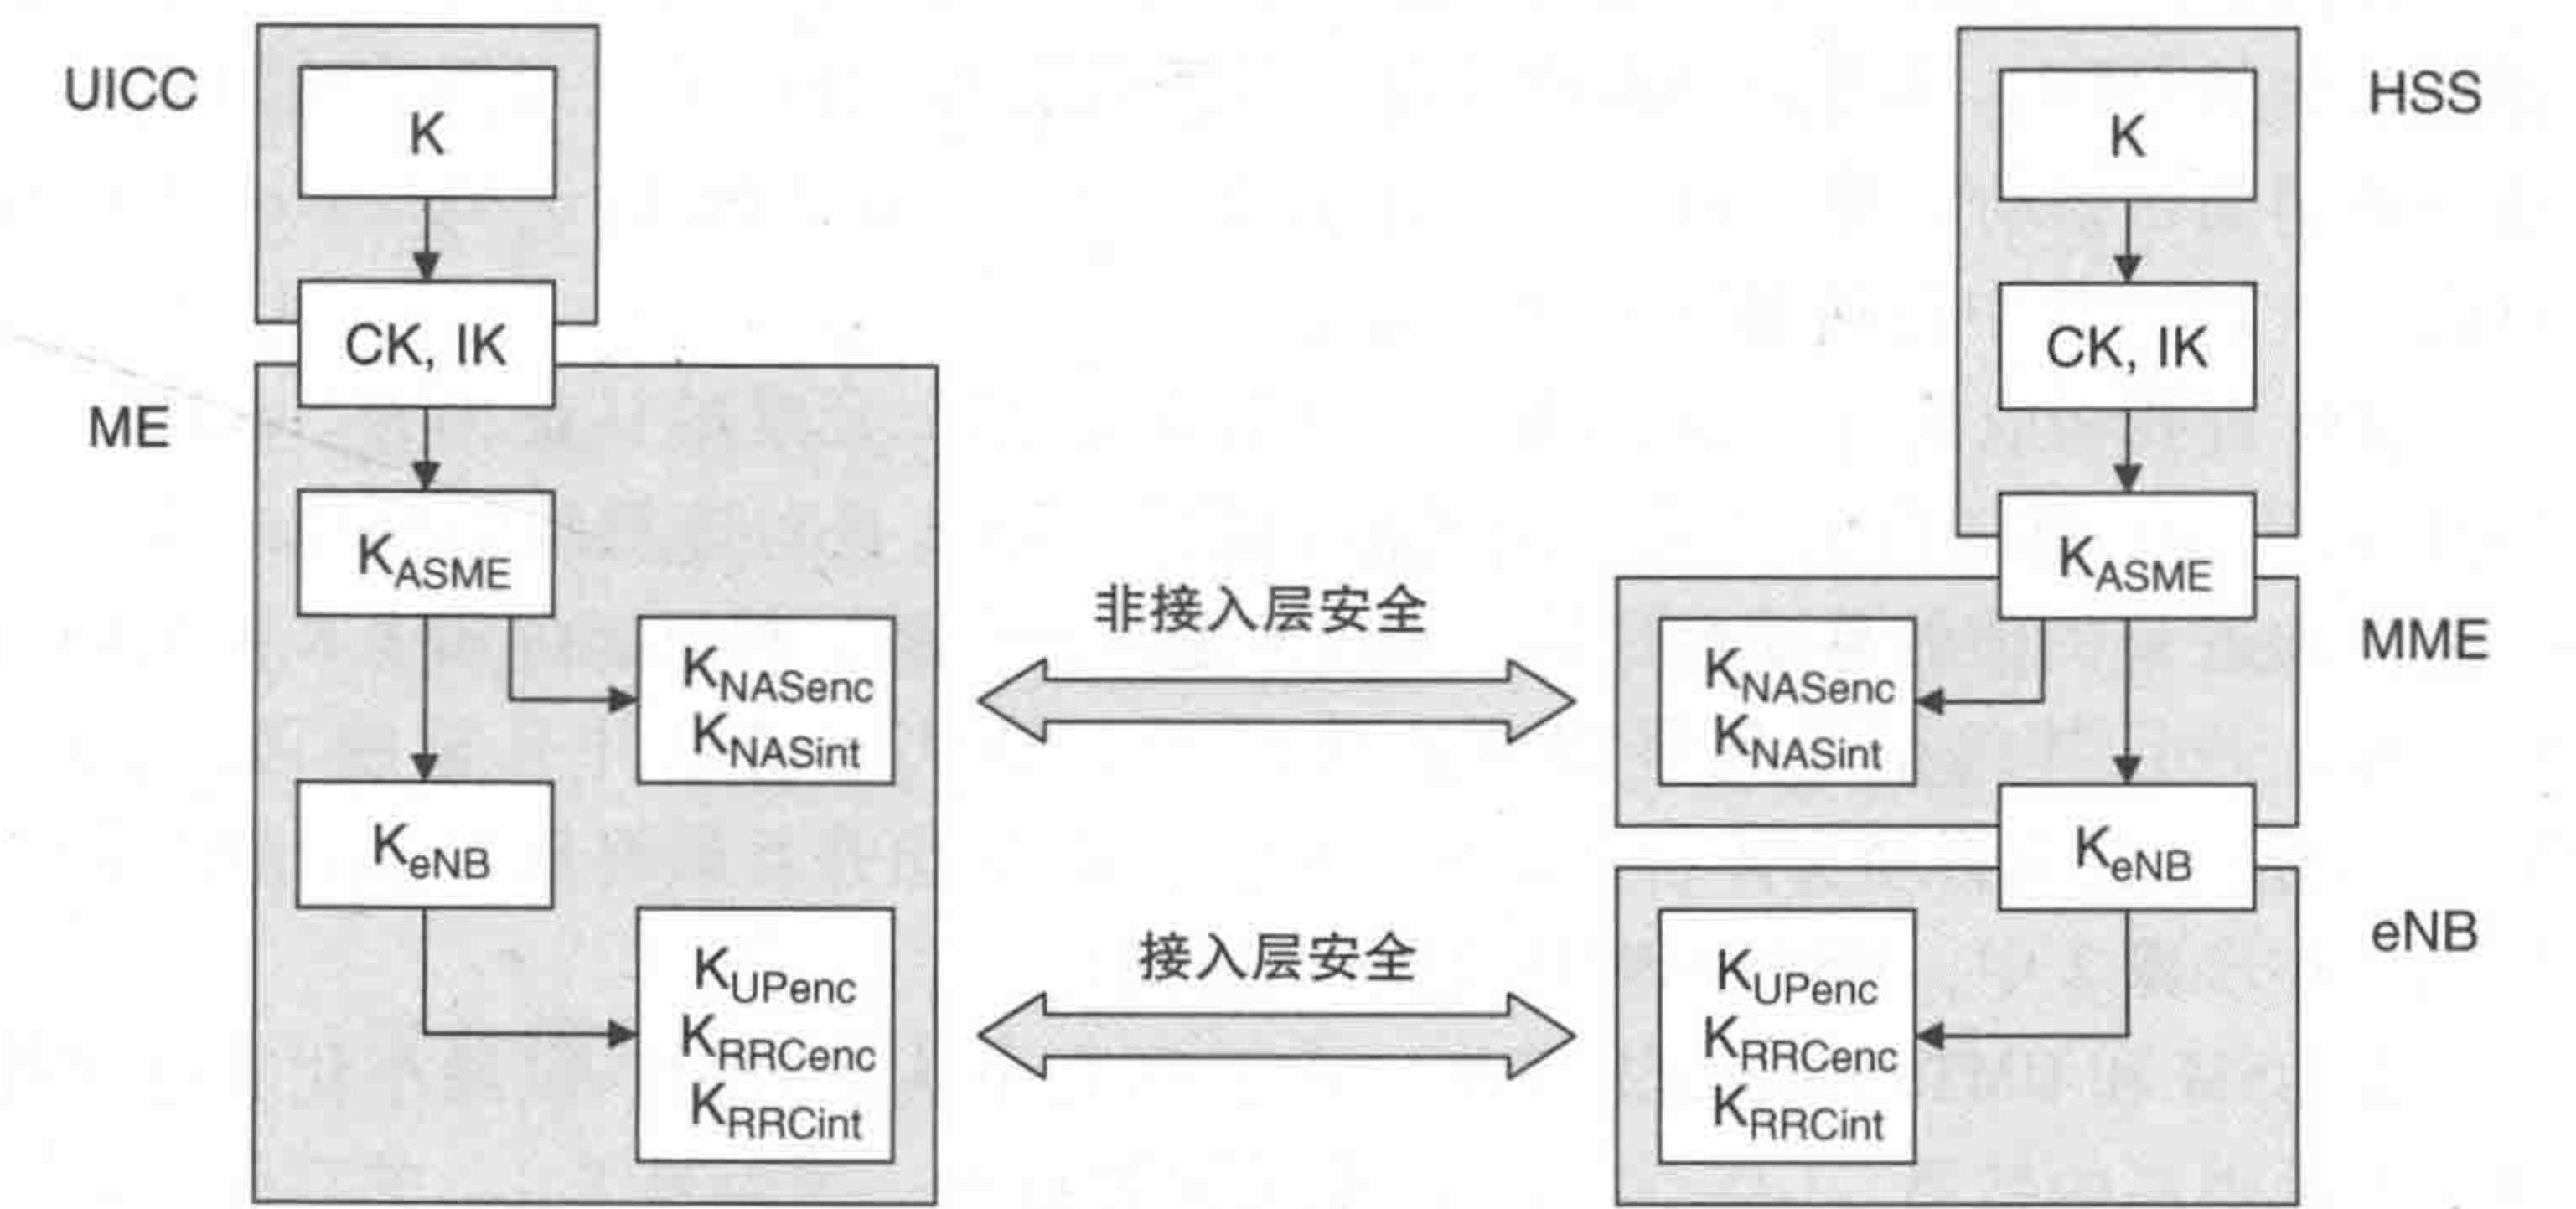 UICC
K
CK, IK
ME
KASME
KNASenc
KNASint
KeNB
KUPenc
KRRCenc
KRRCint
非接入层安全
接入层安全
HSS
K
CK, IK
KASME
MME
KNASenc
KNASint
KeNB
eNB
KUPenc
KRRCenc
KRRCint